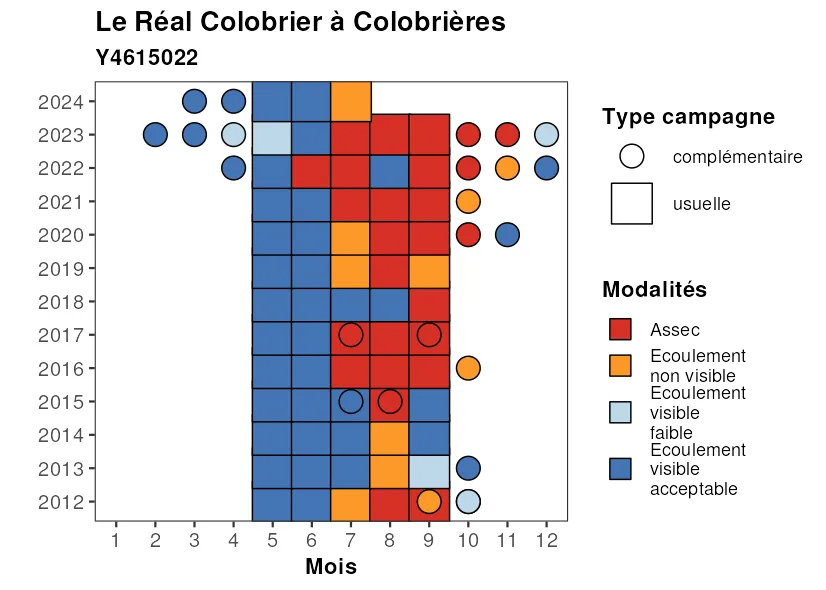 Le Réal Colobrier à Colobrières
Y4615022
2024
2023
2022
2021
2020
2019
2018
2017
2016
2015
2014
2013
2012
1 2 3 4 5 6 7 8 9 10 11 12
Mois
Type campagne
complémentaire
usuelle
Modalités
Assec
Ecoulement
non visible
Ecoulement
visible
faible
Ecoulement
visible
acceptable